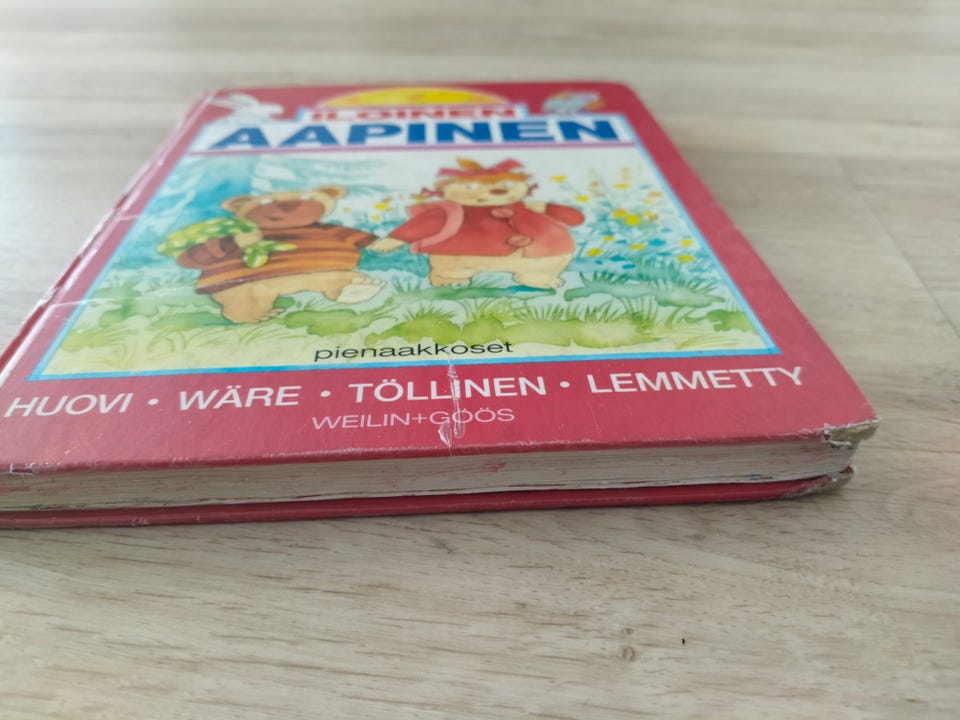 ILOINEN
AAPINEN
pienaakkoset
HUOVI • WÄRE • TÖLLINEN • LEMMETTY
WEILIN+GÖÖS